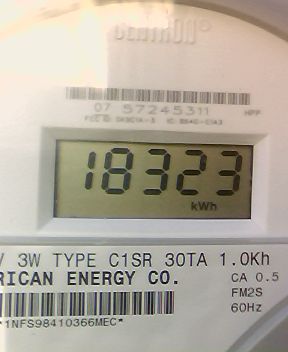 07 57245311 HPP
18323
kWh
V 3W TYPE C1SR 30TA 1.0Kh
RICAN ENERGY CO.
CA 0.5
FM2S
60Hz
*1NFS98410366MEC*